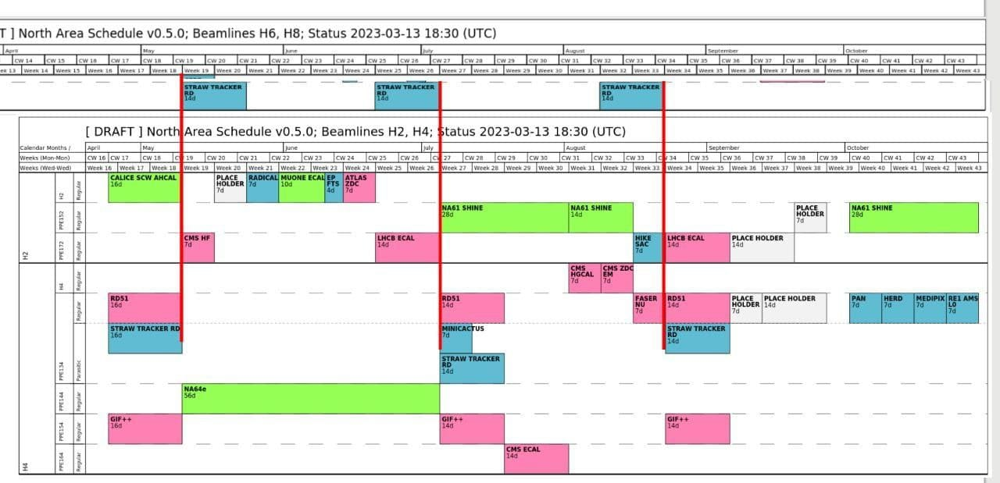 T ] North Area Schedule v0.5.0; Beamlines H6, H8; Status 2023-03-13 18:30 (UTC)
April May June July August September October
CW 14 CW 15 CW 16 CW 17 CW 18 CW 19 CW 20 CW 21 CW 22 CW 23 CW 24 CW 25 CW 26 CW 27 CW 28 CW 29 CW 30 CW 31 CW 32 CW 33 CW 34 CW 35 CW 36 CW 37 CW 38 CW 39 CW 40 CW 41 CW 42 CW 43
ek 13 Week 14 Week 15 Week 16 Week 17 Week 18 Week 19 Week 20 Week 21 Week 22 Week 23 Week 24 Week 25 Week 26 Week 27 Week 28 Week 29 Week 30 Week 31 Week 32 Week 33 Week 34 Week 35 Week 36 Week 37 Week 38 Week 39 Week 40 Week 41 Week 42 Week 43
STRAW TRACKER STRAW TRACKER STRAW TRACKER
RD RD RD
14d 14d 14d
[ DRAFT ] North Area Schedule v0.5.0; Beamlines H2, H4; Status 2023-03-13 18:30 (UTC)
Calendar Months / April May June July August September October
Weeks (Mon-Mon) CW 16 CW 17 CW 18 CW 19 CW 20 CW 21 CW 22 CW 23 CW 24 CW 25 CW 26 CW 27 CW 28 CW 29 CW 30 CW 31 CW 32 CW 33 CW 34 CW 35 CW 36 CW 37 CW 38 CW 39 CW 40 CW 41 CW 42 CW 43
Weeks (Wed-Wed) Week 16 Week 17 Week 18 Week 19 Week 20 Week 21 Week 22 Week 23 Week 24 Week 25 Week 26 Week 27 Week 28 Week 29 Week 30 Week 31 Week 32 Week 33 Week 34 Week 35 Week 36 Week 37 Week 38 Week 39 Week 40 Week 41 Week 42 Week 43
H2
H2
Regular
CALICE SCW AHCAL
16d
PLACE
HOLDER
7d
RADICAL
7d
MUONE ECAL
10d
EP
FTS
4d
ATLAS
ZDC
7d
PPE152
Regular
NA61 SHINE
28d
NA61 SHINE
14d
PLACE
HOLDER
7d
NA61 SHINE
28d
PPE172
Regular
CMS HF
7d
LHCB ECAL
14d
HIKE
SAC
7d
LHCB ECAL
14d
PLACE HOLDER
14d
H4
H4
Regular
CMS
HGCAL
7d
CMS ZDC
EM
7d
PPE134
Regular
RD51
16d
RD51
14d
FASER
NU
7d
RD51
14d
PLACE
HOLDER
7d
PLACE HOLDER
14d
PAN
7d
HERD
7d
MEDIPIX
7d
RE1 AMS
L0
7d
Parasitic
STRAW TRACKER RD
16d
MINICACTUS
7d
STRAW TRACKER
RD
14d
STRAW TRACKER
RD
14d
PPE144
Regular
NA64e
56d
PPE154
Regular
GIF++
16d
GIF++
14d
GIF++
14d
PPE164
Regular
CMS ECAL
14d